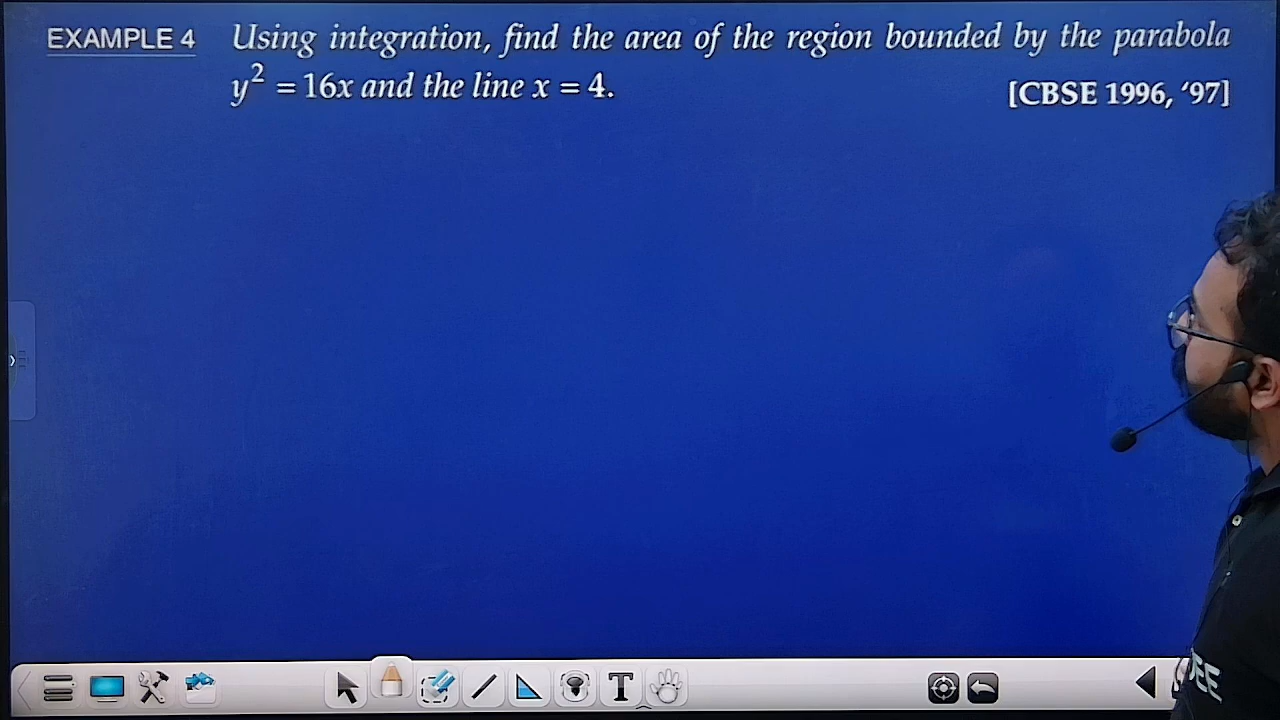 EXAMPLE 4 Using integration, find the area of the region bounded by the parabola
y² = 16x and the line x = 4. [CBSE 1996, ‘97]
T